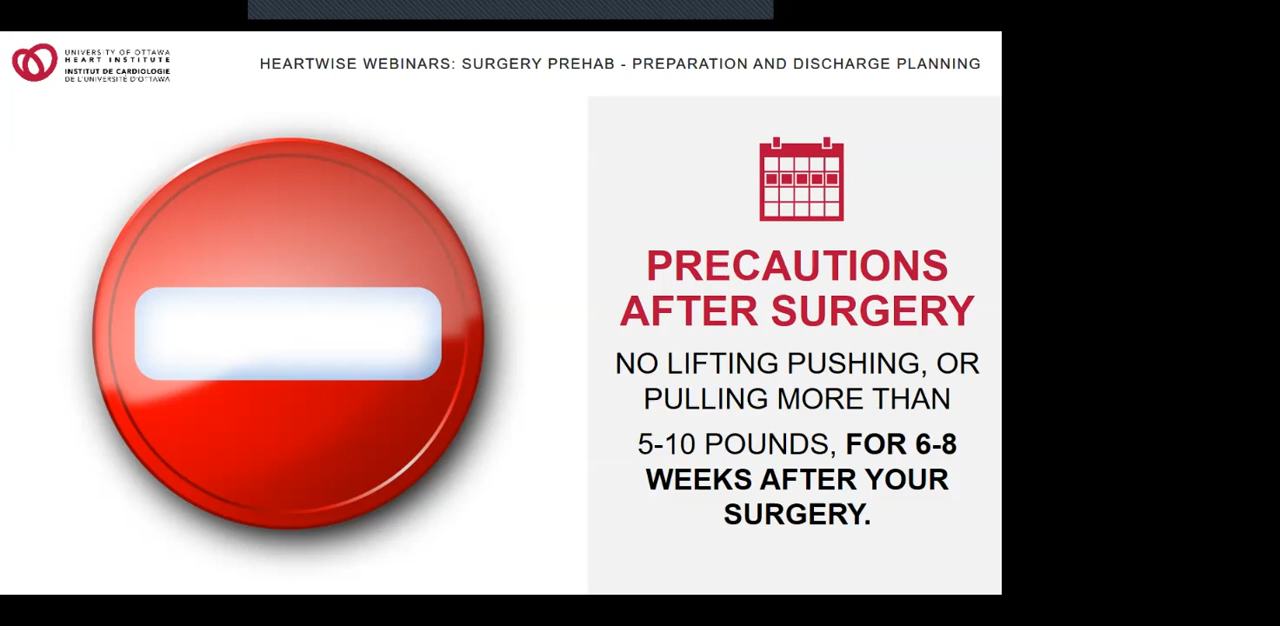 UNIVERSITY OF OTTAWA
HEART INSTITUTE
INSTITUT DE CARDIOLOGIE
DE L'UNIVERSITÉ D'OTTAWA
HEARTWISE WEBINARS: SURGERY PREHAB - PREPARATION AND DISCHARGE PLANNING
PRECAUTIONS
AFTER SURGERY
NO LIFTING PUSHING, OR
PULLING MORE THAN
5-10 POUNDS, FOR 6-8
WEEKS AFTER YOUR
SURGERY.